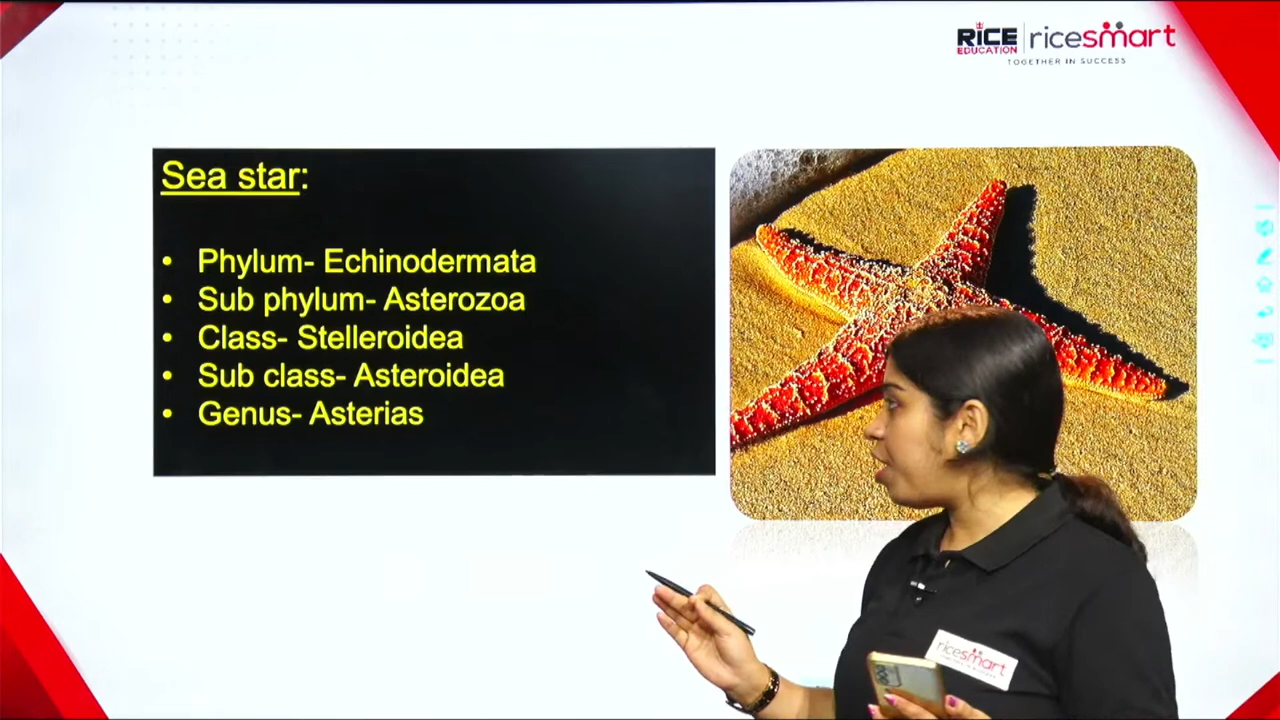 RICE
EDUCATION
ricesmart
TOGETHER IN SUCCESS
Sea star:
• Phylum- Echinodermata
• Sub phylum- Asterozoa
• Class- Stelleroidea
• Sub class- Asteroidea
• Genus- Asterias
ricesmart